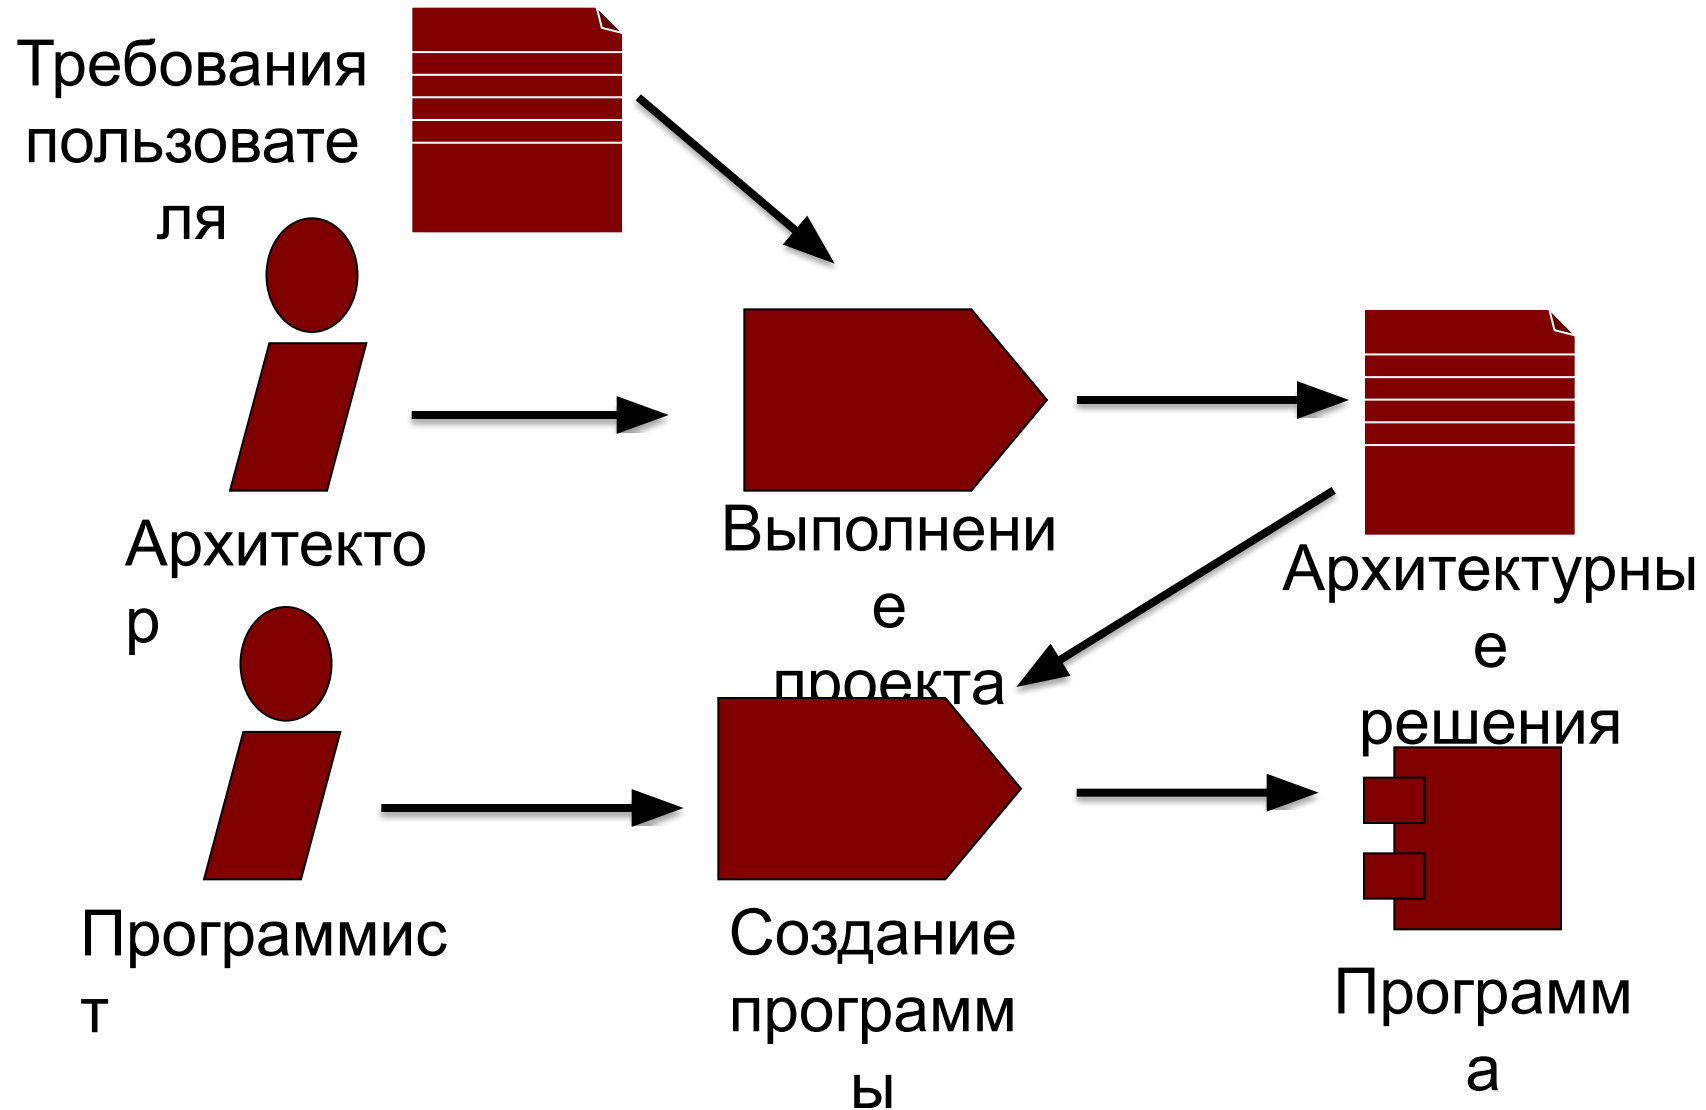 Требования
пользовате
ля
Архитекто
р
Выполнени
е
проекта
Архитектурны
е
решения
Программис
т
Создание
программ
ы
Программ
а